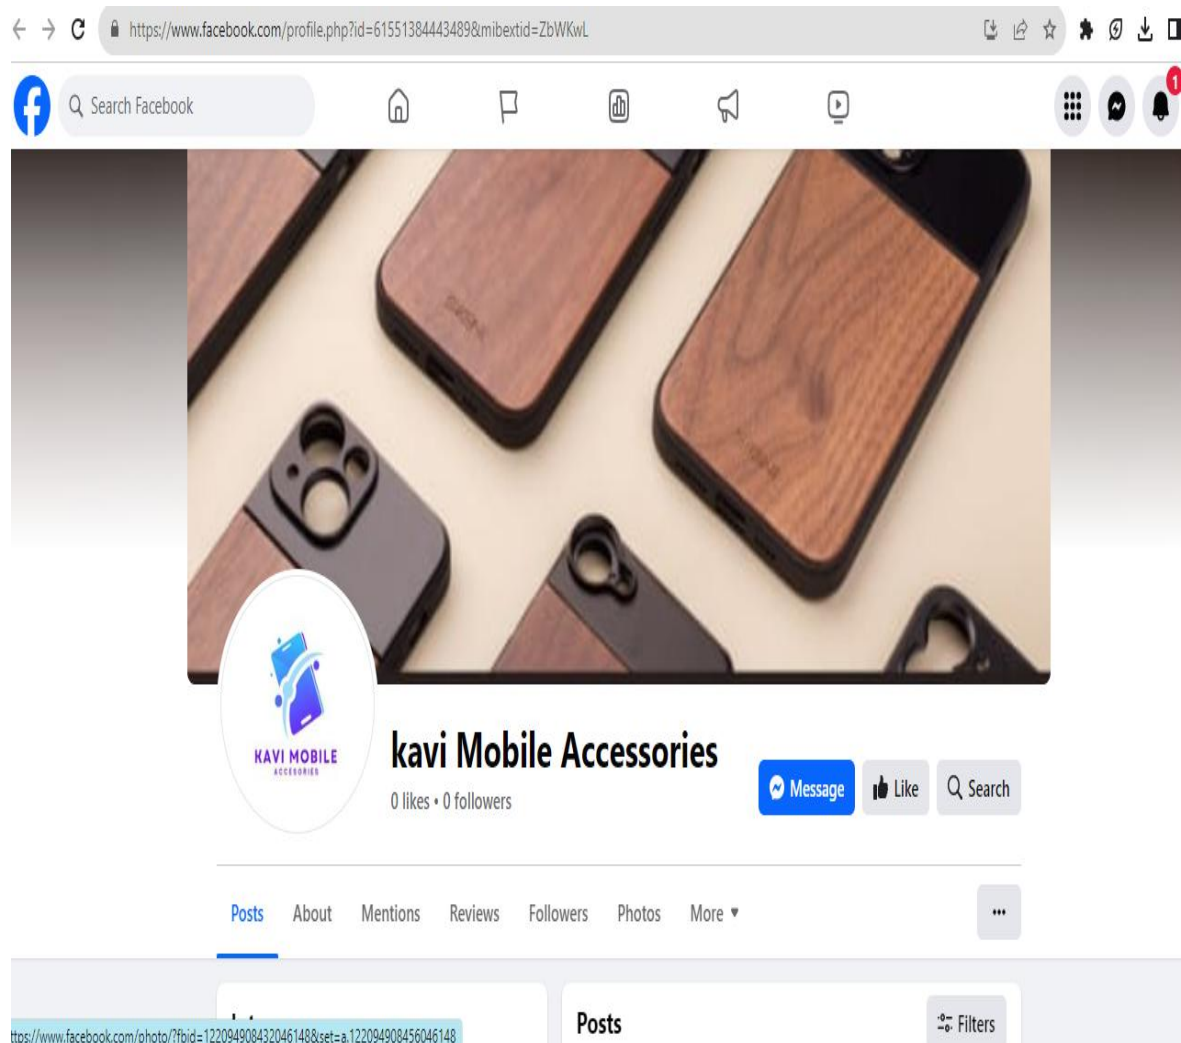 https://www.facebook.com/profile.php?id=61551384443489&mibextid=ZbWKwL
Search Facebook
1
KAVI MOBILE
ACCESORIES
kavi Mobile Accessories
0 likes • 0 followers
Message
Like
Search
Posts
About
Mentions
Reviews
Followers
Photos
More
Posts
Filters
ttps://www.facebook.com/photo/?fbid=122094908432046148&set=a.122094908456046148